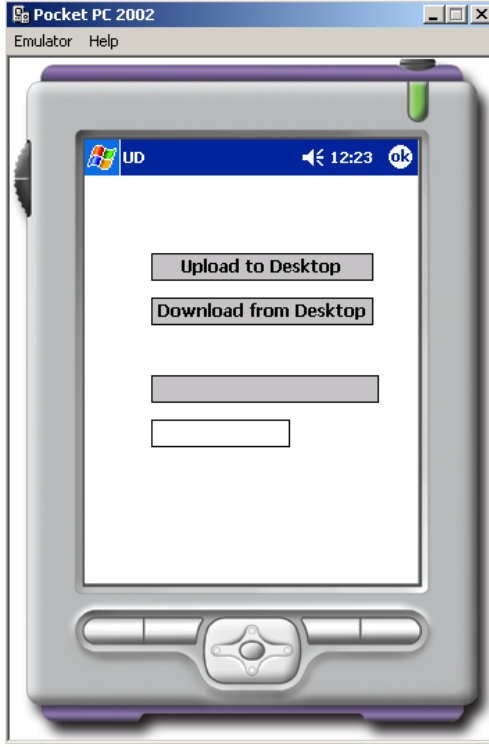 Pocket PC 2002
Emulator Help
UD 12:23 ok
Upload to Desktop
Download from Desktop